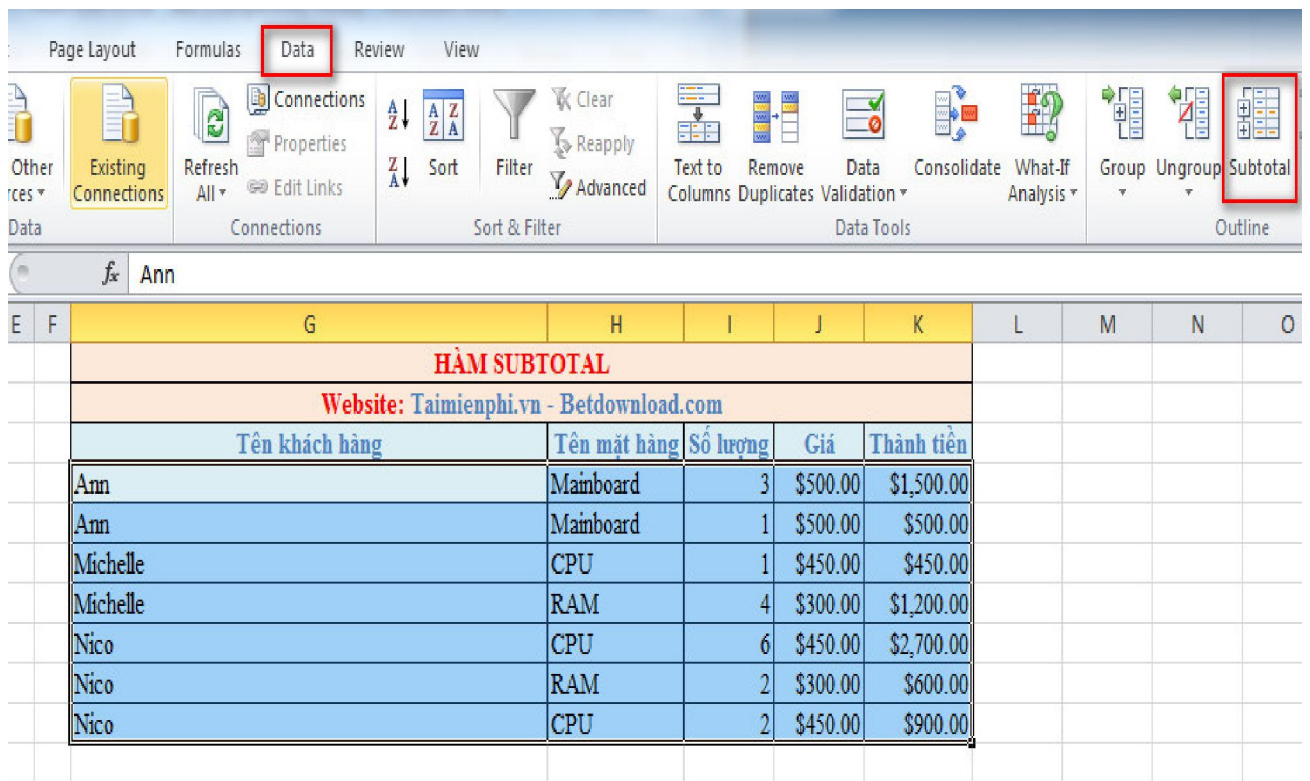 Page Layout Formulas Data Review View
Connections Clear
Properties Reapply
Other Existing Refresh Sort Filter Text to Remove Data Consolidate What-If Group Ungroup Subtotal
rces Connections All Edit Links Advanced Columns Duplicates Validation Analysis
Data Connections Sort & Filter Data Tools Outline
fx Ann
E F G H I J K L M N O
HÀM SUBTOTAL
Website: Taimienphi.vn - Betdownload.com
Tên khách hàng Tên mặt hàng Số lượng Giá Thành tiền
Ann Mainboard 3 $500.00 $1,500.00
Ann Mainboard 1 $500.00 $500.00
Michelle CPU 1 $450.00 $450.00
Michelle RAM 4 $300.00 $1,200.00
Nico CPU 6 $450.00 $2,700.00
Nico RAM 2 $300.00 $600.00
Nico CPU 2 $450.00 $900.00